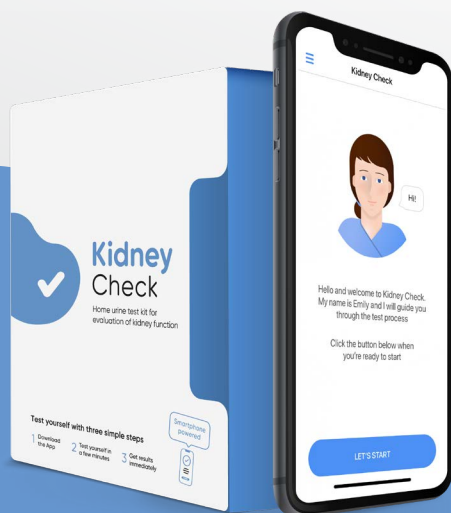 Kidney
Check
Home urine test kit for
evaluation of kidney function
Test yourself with three simple steps
1 Download
the App
2 Test yourself in
a few minutes
3 Get results
immediately
Smartphone
powered
Kidney Check
Hi!
Hello and welcome to Kidney Check.
My name is Emily and I will guide you
through the test process
Click the button below when
you're ready to start
LET'S START